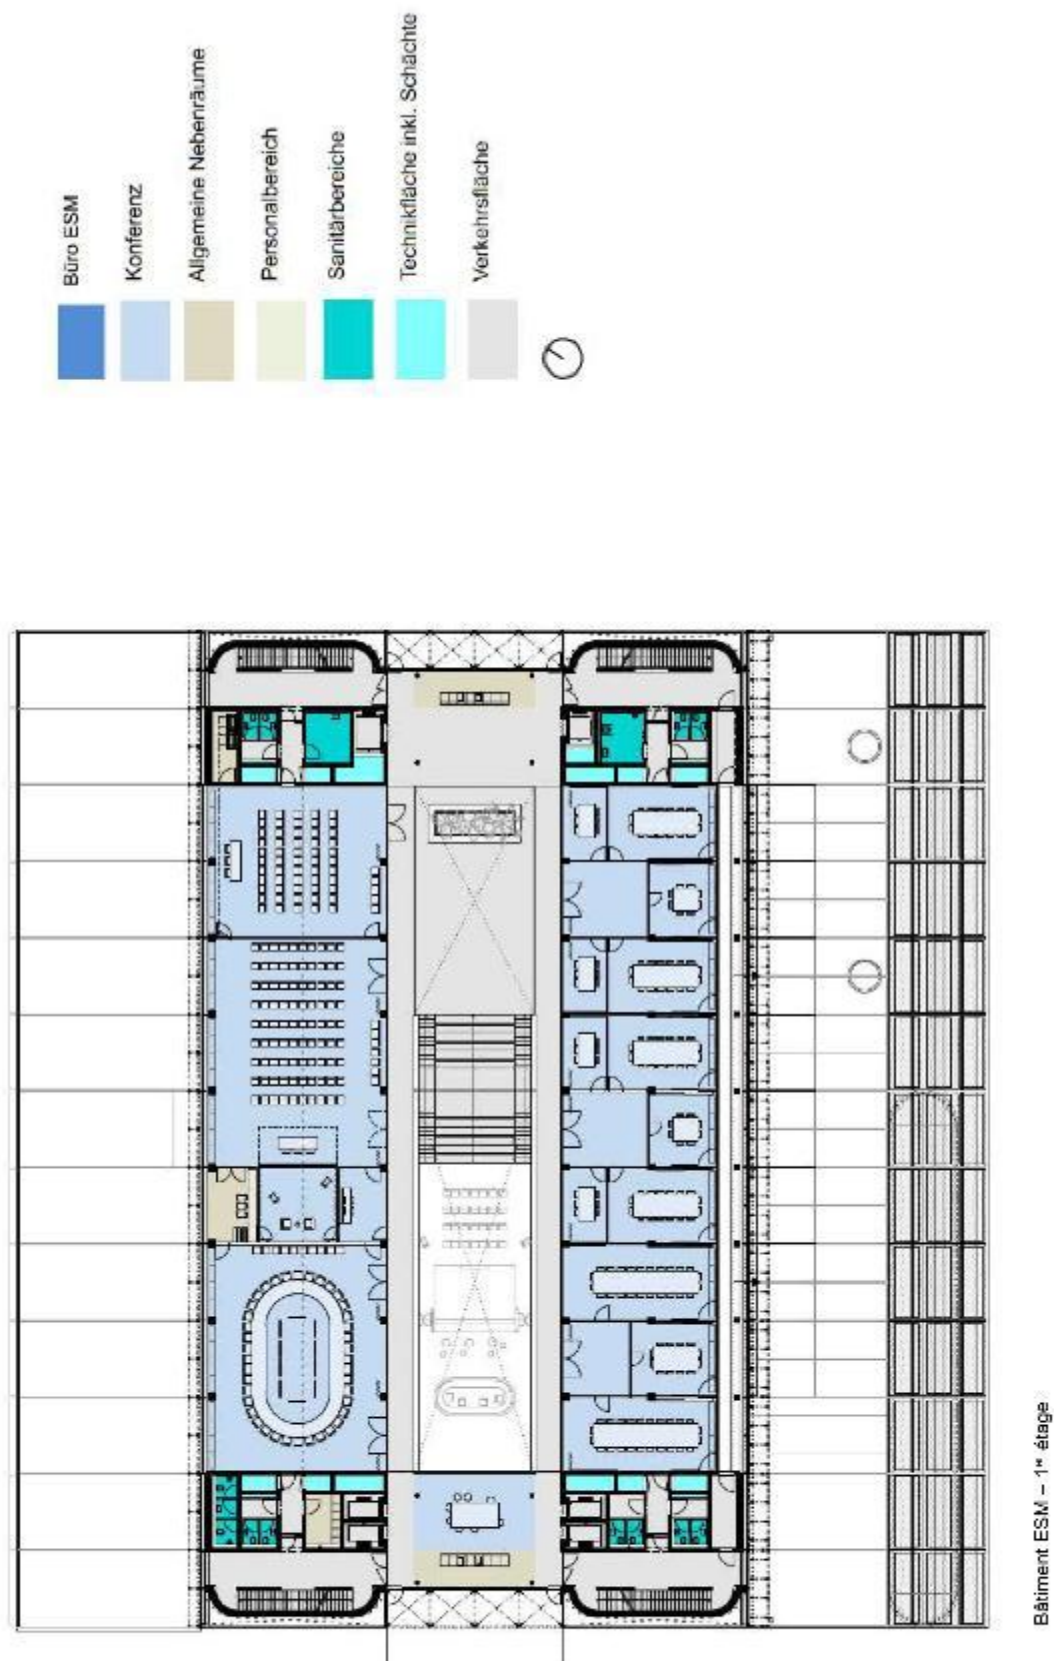 Büro ESM
Konferenz
Allgemeine Nebenräume
Personalbereich
Sanitärbereiche
Technikfläche inkl. Schächte
Verkehrsfläche
Bâtiment ESM – 1er étage